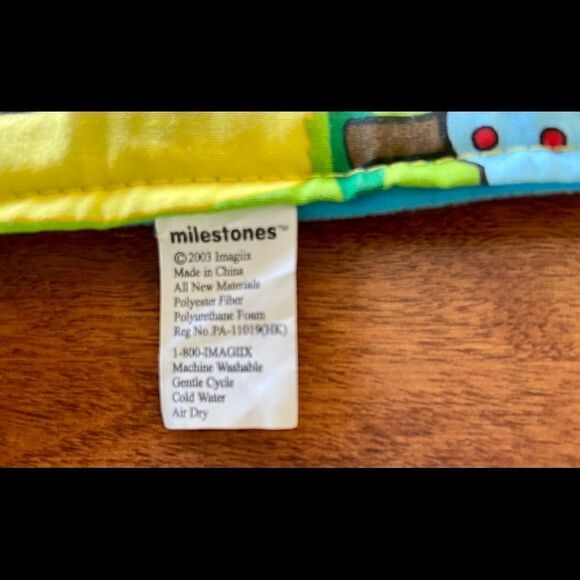 milestones™
©2003 Imagiix
Made in China
All New Materials
Polyester Fiber
Polyurethane Foam
Reg No.PA-11019(HK)
1-800-IMAGIIX
Machine Washable
Gentle Cycle
Cold Water
Air Dry